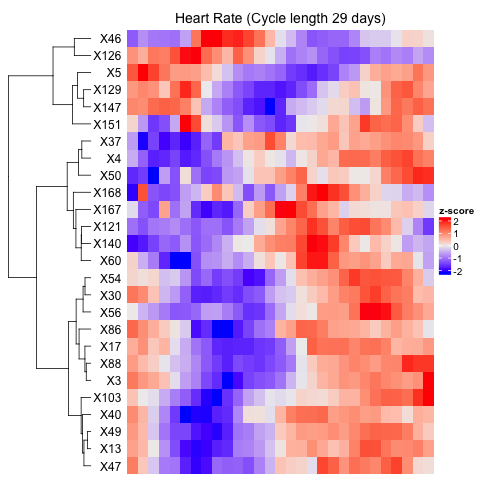 Heart Rate (Cycle length 29 days)
X46
X126
X5
X129
X147
X151
X37
X4
X50
X168
X167
X121
X140
X60
X54
X30
X56
X86
X17
X88
X3
X103
X40
X49
X13
X47
z-score
2
1
0
-1
-2